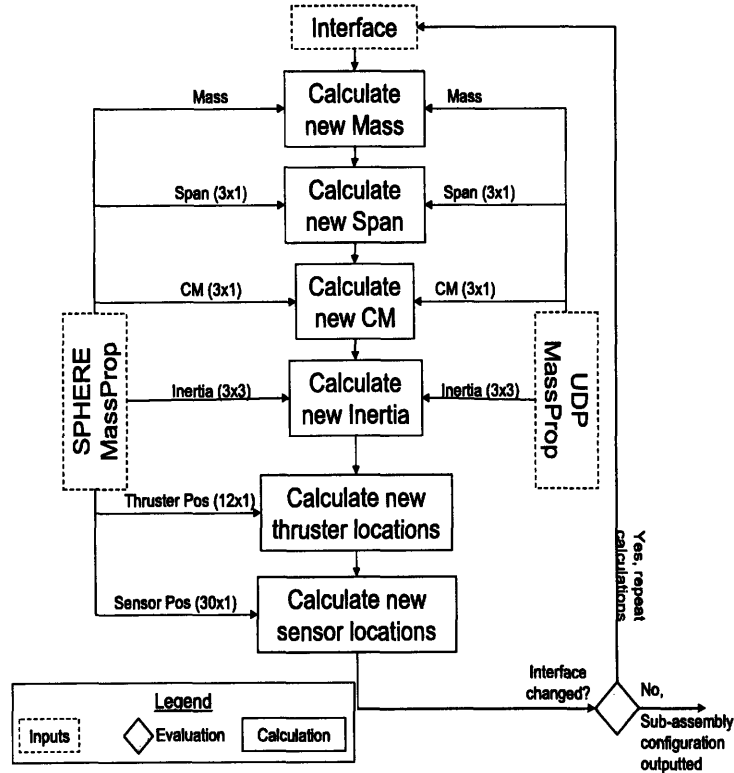 Interface
Mass
Calculate
new Mass
Mass
Span (3x1)
Calculate
new Span
Span (3x1)
CM (3x1)
Calculate
new CM
CM (3x1)
SPHERE
MassProp
Inertia (3x3)
Calculate
new Inertia
Inertia (3x3)
UDP
MassProp
Thruster Pos (12x1)
Calculate new
thruster locations
Yes, repeat
calculations
Sensor Pos (30x1)
Calculate new
sensor locations
Interface
changed?
No,
Sub-assembly
configuration
outputted
Legend
Inputs
Evaluation
Calculation